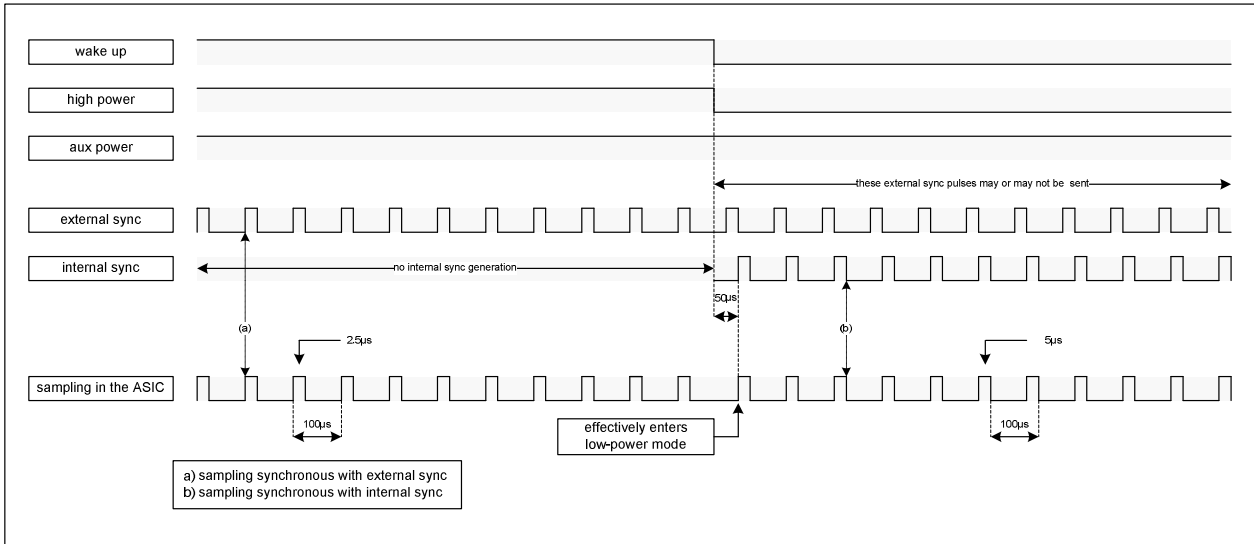 wake up
high power
aux power
these external sync pulses may or may not be sent
external sync
internal sync
no internal sync generation
50µs
(a)
(b)
2.5µs
5µs
sampling in the ASIC
100µs
effectively enters
low-power mode
100µs
a) sampling synchronous with external sync
b) sampling synchronous with internal sync